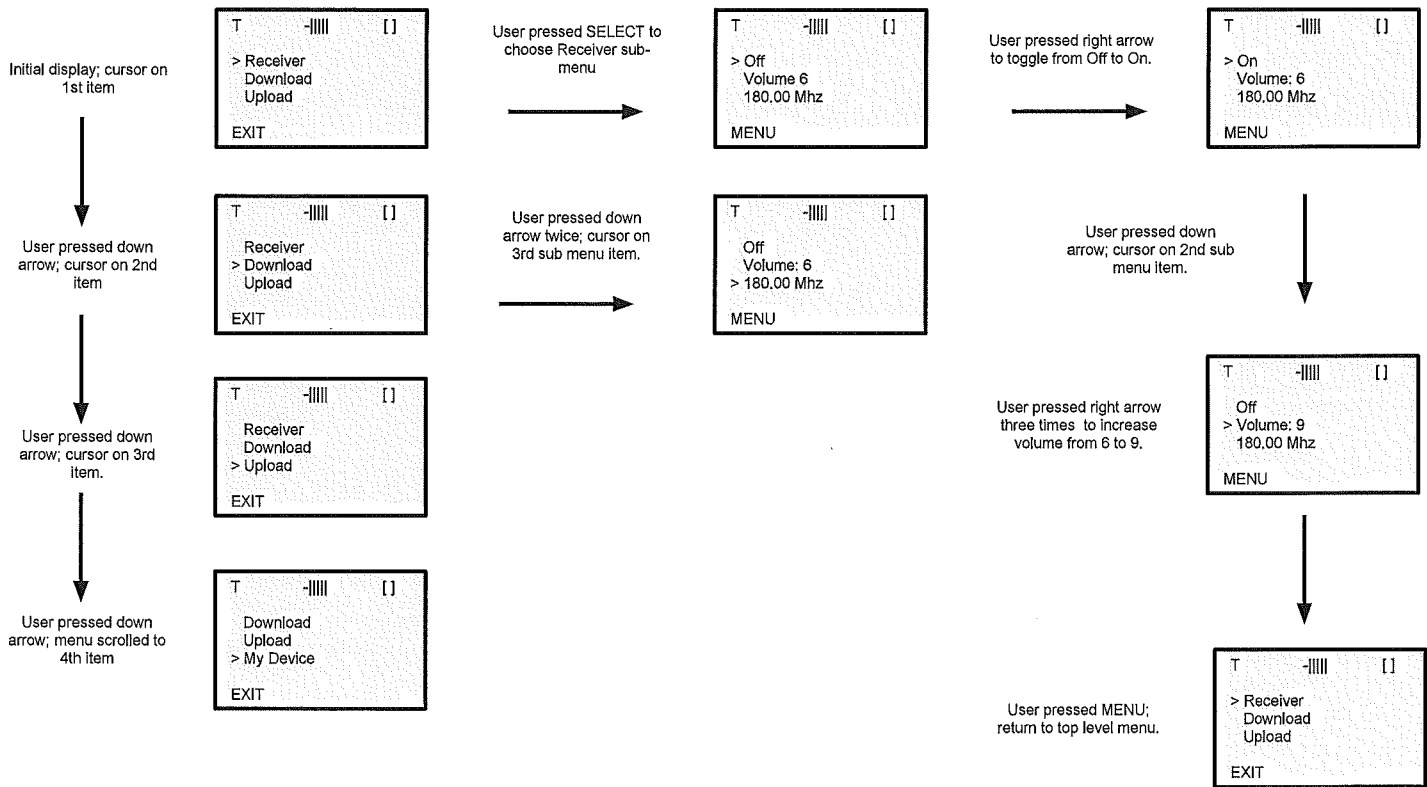 Initial display; cursor on
1st item
T -||||| [ ]
> Receiver
Download
Upload
EXIT
User pressed SELECT to
choose Receiver sub-
menu
T -||||| [ ]
> Off
Volume 6
180.00 Mhz
MENU
User pressed right arrow
to toggle from Off to On.
T -||||| [ ]
> On
Volume: 6
180.00 Mhz
MENU
User pressed down
arrow; cursor on 2nd
item
T -||||| [ ]
Receiver
> Download
Upload
EXIT
User pressed down
arrow twice; cursor on
3rd sub menu item.
T -||||| [ ]
Off
Volume: 6
> 180.00 Mhz
MENU
User pressed down
arrow; cursor on 2nd sub
menu item.
User pressed down
arrow; cursor on 3rd
item.
T -||||| [ ]
Receiver
Download
> Upload
EXIT
User pressed right arrow
three times to increase
volume from 6 to 9.
T -||||| [ ]
Off
> Volume: 9
180.00 Mhz
MENU
User pressed down
arrow; menu scrolled to
4th item
T -||||| [ ]
Download
Upload
> My Device
EXIT
User pressed MENU;
return to top level menu.
T -||||| [ ]
> Receiver
Download
Upload
EXIT